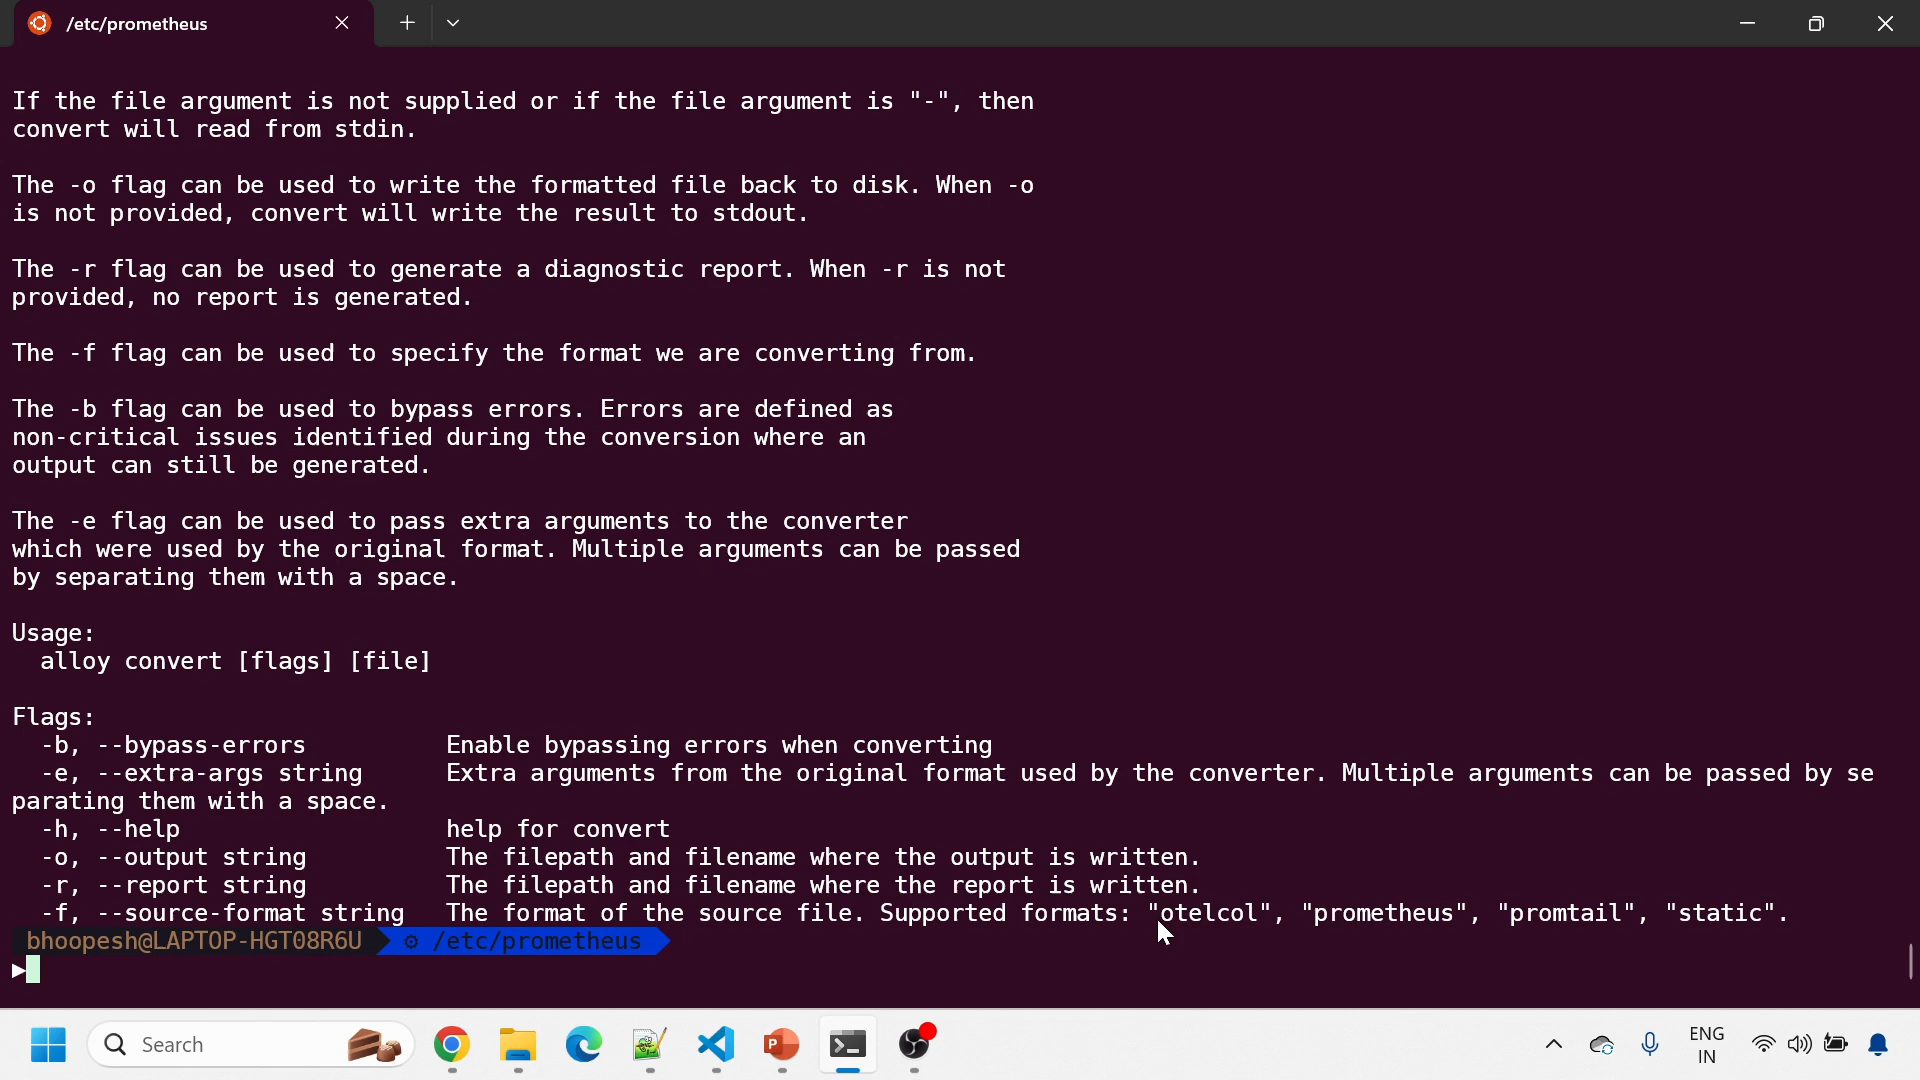 /etc/prometheus
If the file argument is not supplied or if the file argument is "-", then
convert will read from stdin.
The -o flag can be used to write the formatted file back to disk. When -o
is not provided, convert will write the result to stdout.
The -r flag can be used to generate a diagnostic report. When -r is not
provided, no report is generated.
The -f flag can be used to specify the format we are converting from.
The -b flag can be used to bypass errors. Errors are defined as
non-critical issues identified during the conversion where an
output can still be generated.
The -e flag can be used to pass extra arguments to the converter
which were used by the original format. Multiple arguments can be passed
by separating them with a space.
Usage:
  alloy convert [flags] [file]
Flags:
  -b, --bypass-errors          Enable bypassing errors when converting
  -e, --extra-args string      Extra arguments from the original format used by the converter. Multiple arguments can be passed by se
parating them with a space.
  -h, --help                   help for convert
  -o, --output string          The filepath and filename where the output is written.
  -r, --report string          The filepath and filename where the report is written.
  -f, --source-format string   The format of the source file. Supported formats: "otelcol", "prometheus", "promtail", "static".
bhoopesh@LAPTOP-HGT08R6U /etc/prometheus
Search
ENG
IN